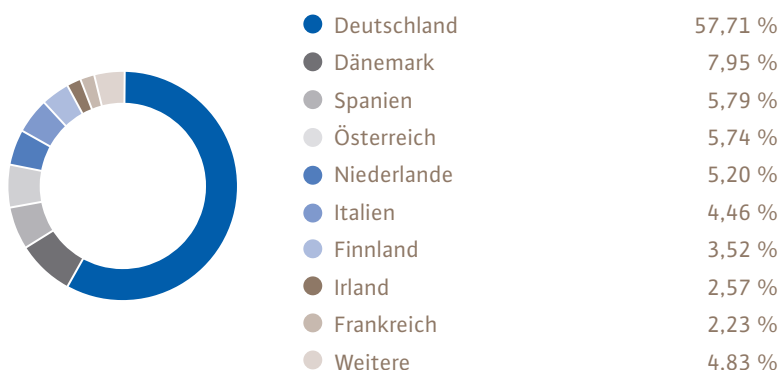 Deutschland 57,71 %
Dänemark 7,95 %
Spanien 5,79 %
Österreich 5,74 %
Niederlande 5,20 %
Italien 4,46 %
Finnland 3,52 %
Irland 2,57 %
Frankreich 2,23 %
Weitere 4,83 %